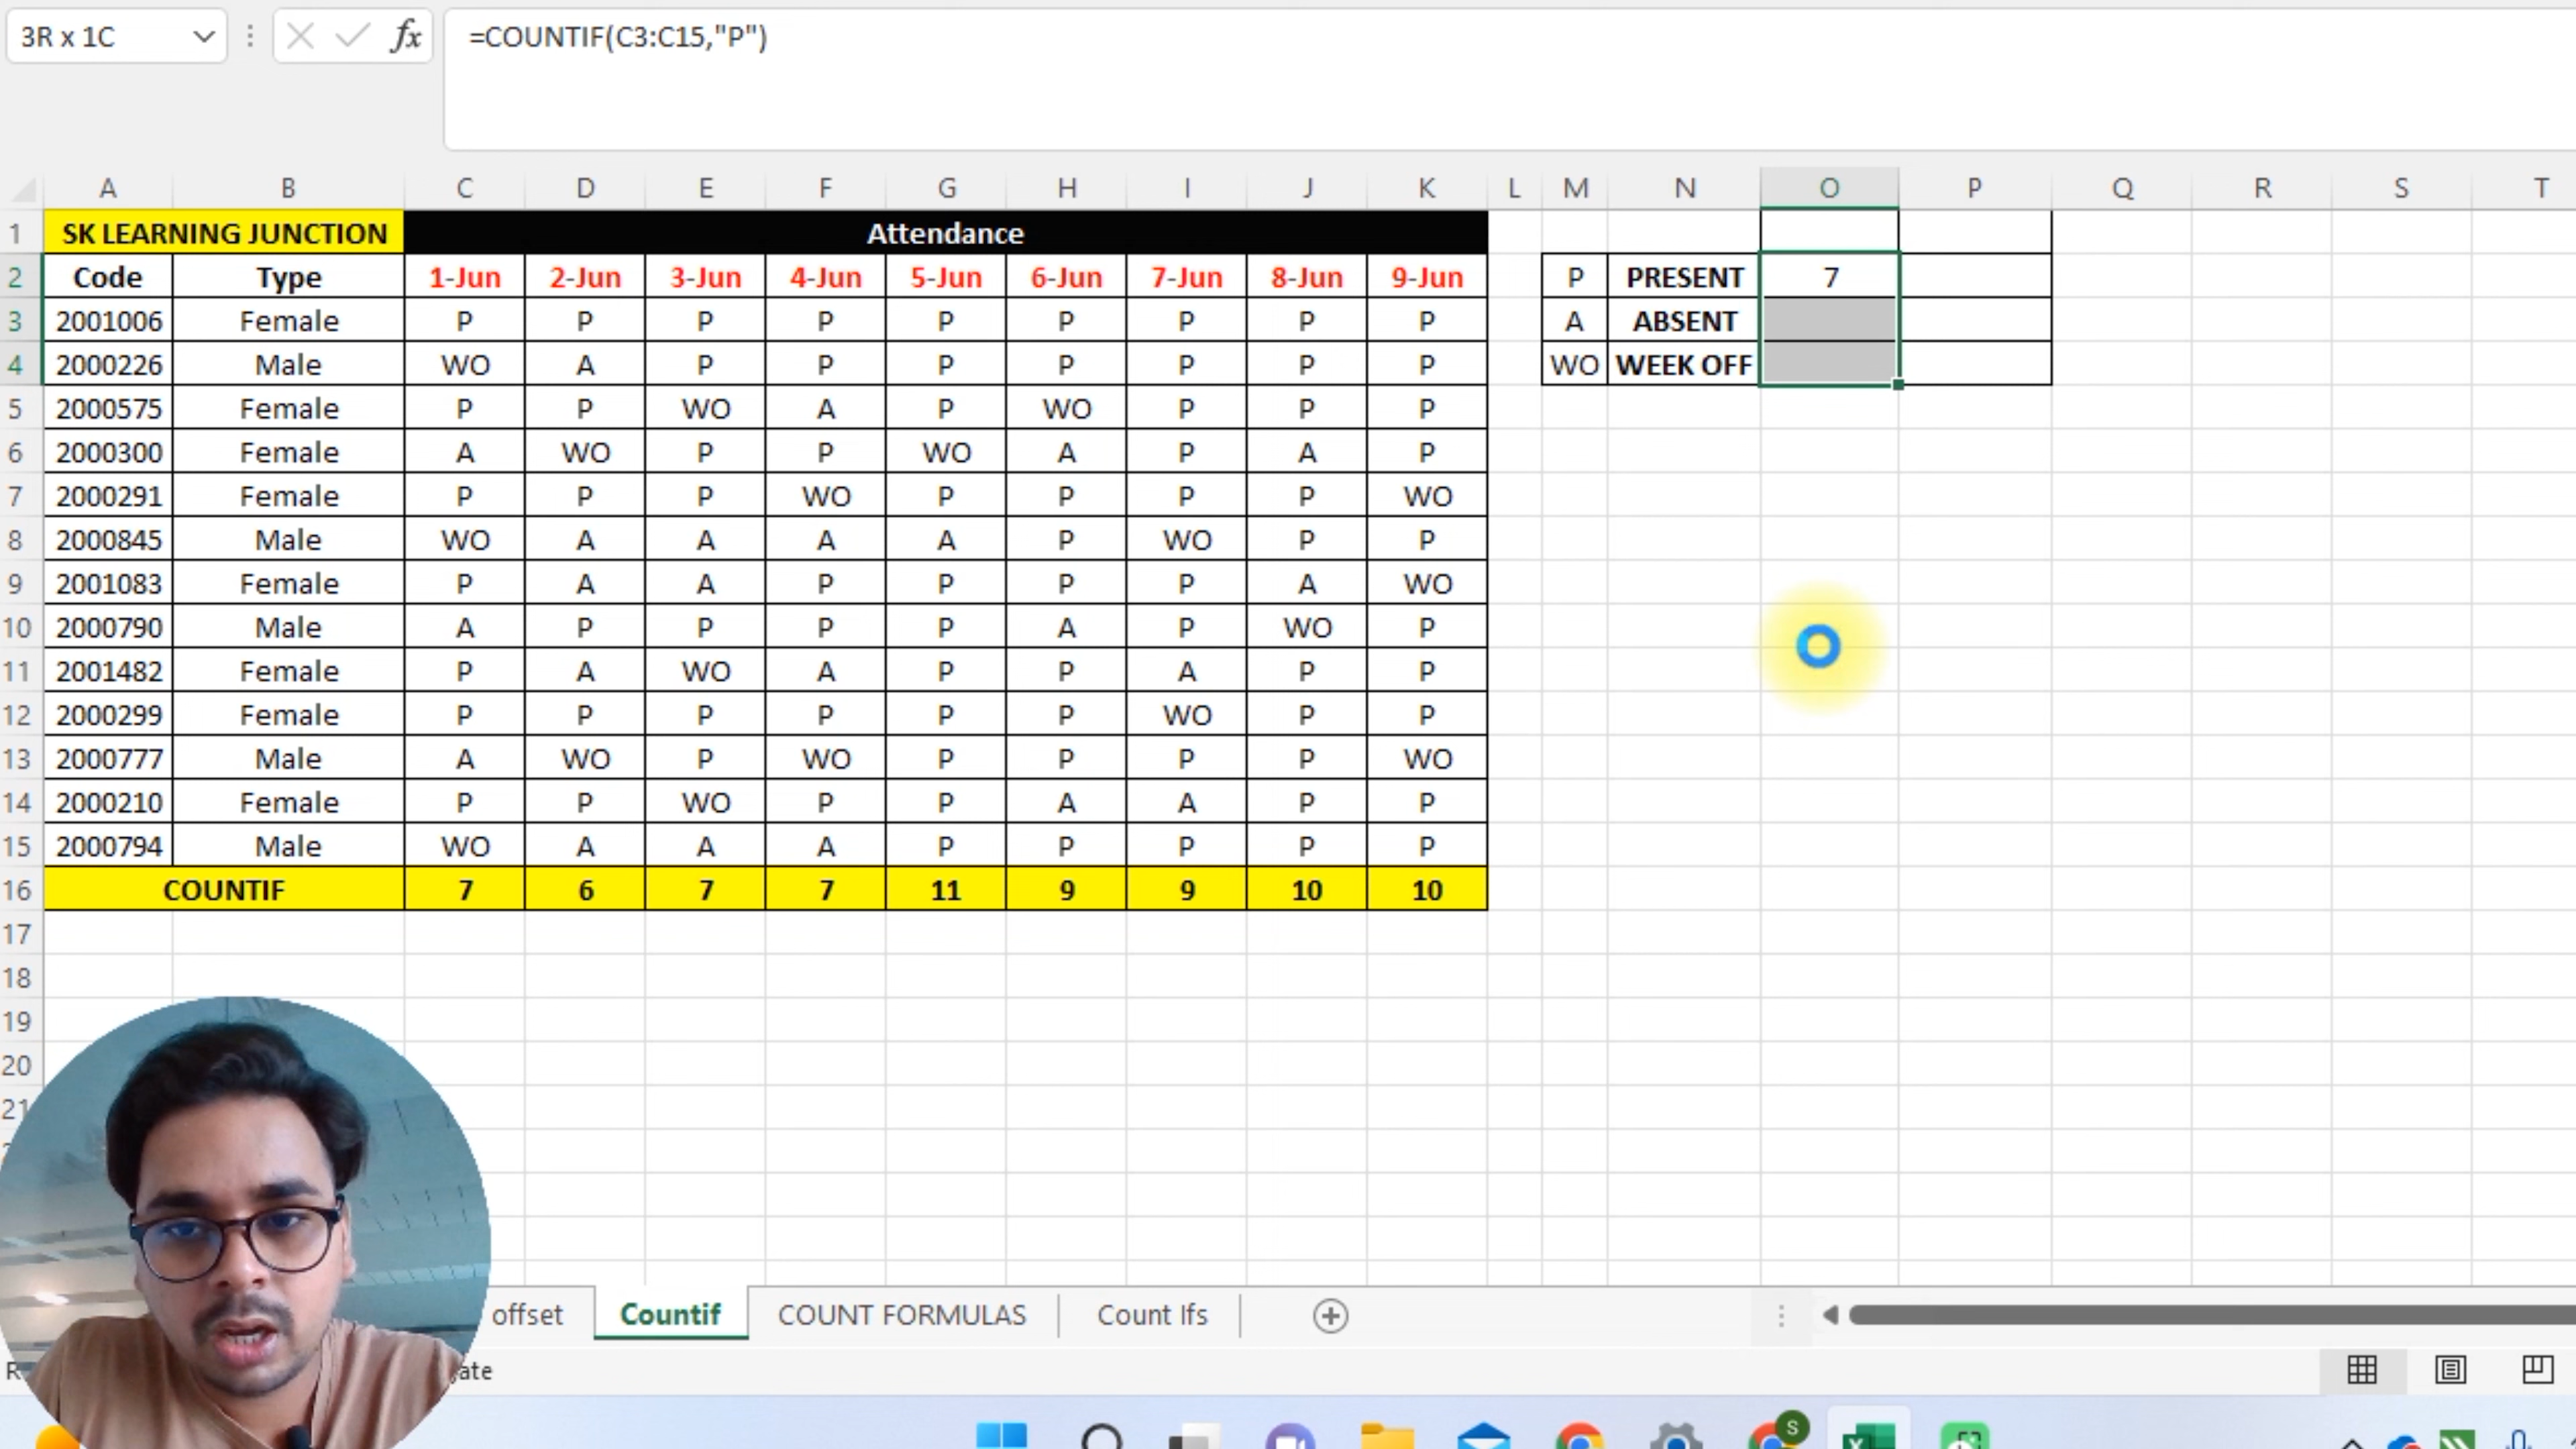 3R x 1C fx =COUNTIF(C3:C15,"P")
A B C D E F G H I J K L M N O P Q R S T
1 SK LEARNING JUNCTION Attendance
2 Code Type 1-Jun 2-Jun 3-Jun 4-Jun 5-Jun 6-Jun 7-Jun 8-Jun 9-Jun P PRESENT 7
3 2001006 Female P P P P P P P P P A ABSENT
4 2000226 Male WO A P P P P P P P WO WEEK OFF
5 2000575 Female P P WO A P WO P P P
6 2000300 Female A WO P P WO A P A P
7 2000291 Female P P P WO P P P P WO
8 2000845 Male WO A A A A P WO P P
9 2001083 Female P A A P P P P A WO
10 2000790 Male A P P P P A P WO P
11 2001482 Female P A WO A P P A P P
12 2000299 Female P P P P P P WO P P
13 2000777 Male A WO P WO P P P P WO
14 2000210 Female P P WO P P A A P P
15 2000794 Male WO A A A P P P P P
16 COUNTIF 7 6 7 7 11 9 9 10 10
17
18
19
20
21
offset Countif COUNT FORMULAS Count Ifs
S